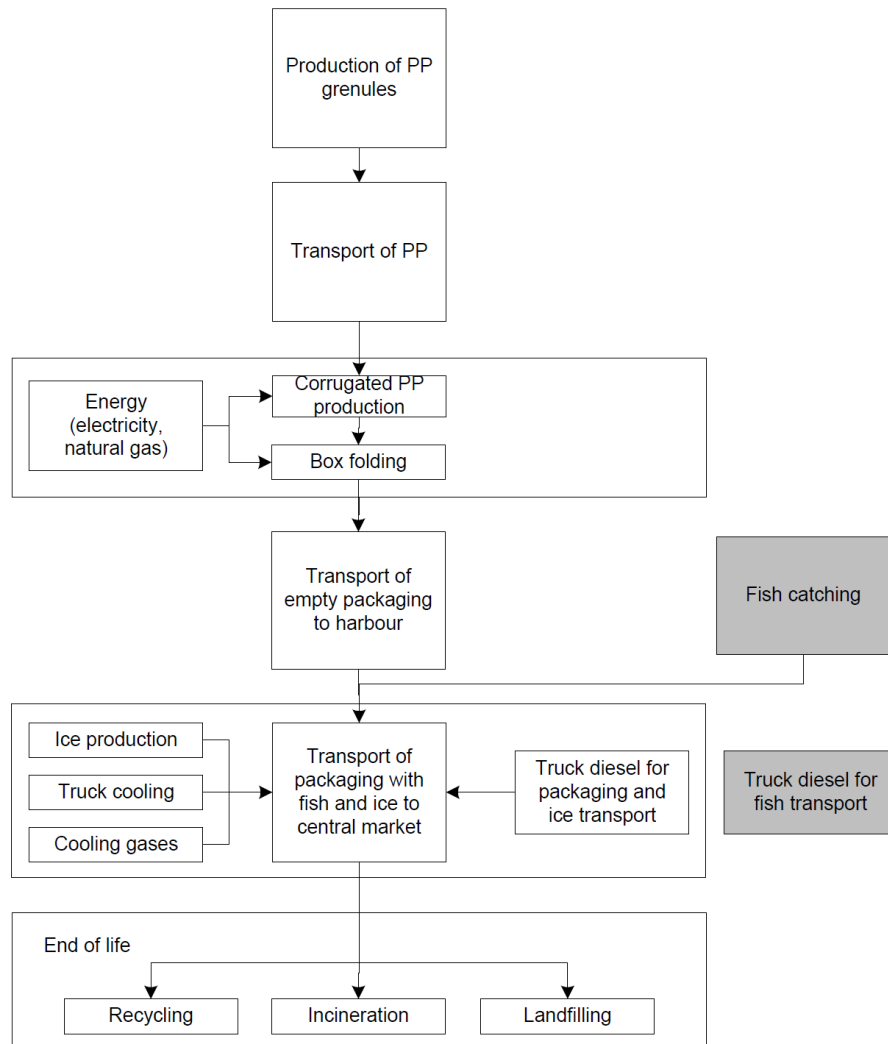 Production of PP
grenules
Transport of PP
Corrugated PP
production
Energy
(electricity,
natural gas)
Box folding
Transport of
empty packaging
to harbour
Fish catching
Ice production
Truck cooling
Cooling gases
Transport of
packaging with
fish and ice to
central market
Truck diesel for
packaging and
ice transport
Truck diesel for
fish transport
End of life
Recycling
Incineration
Landfilling